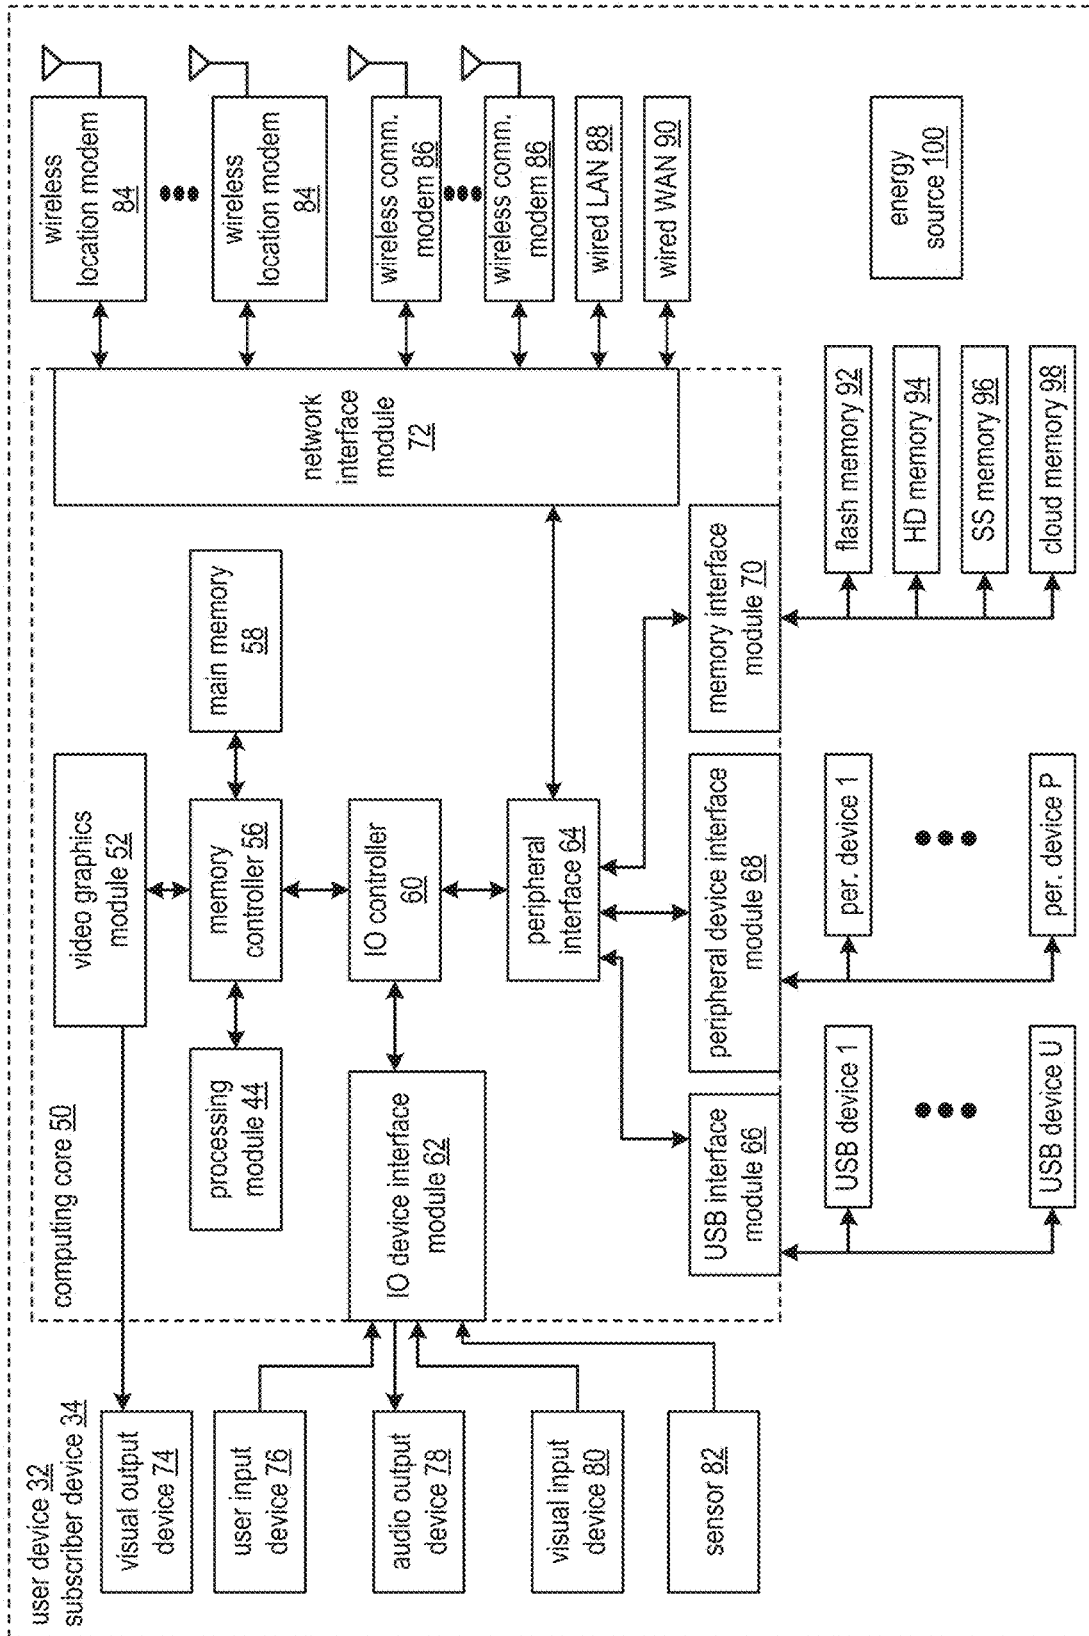 user device 32
subscriber device 34
computing core 50
visual output
device 74
user input
device 76
audio output
device 78
visual input
device 80
sensor 82
video graphics
module 52
processing
module 44
memory
controller 56
main memory
58
IO device interface
module 62
IO controller
60
peripheral
interface 64
network
interface
module
72
USB interface
module 66
peripheral device interface
module 68
memory interface
module 70
wireless
location modem
84
wireless
location modem
84
wireless comm.
modem 86
wireless comm.
modem 86
wired LAN 88
wired WAN 90
USB device 1
USB device U
per. device 1
per. device P
flash memory 92
HD memory 94
SS memory 96
cloud memory 98
energy
source 100